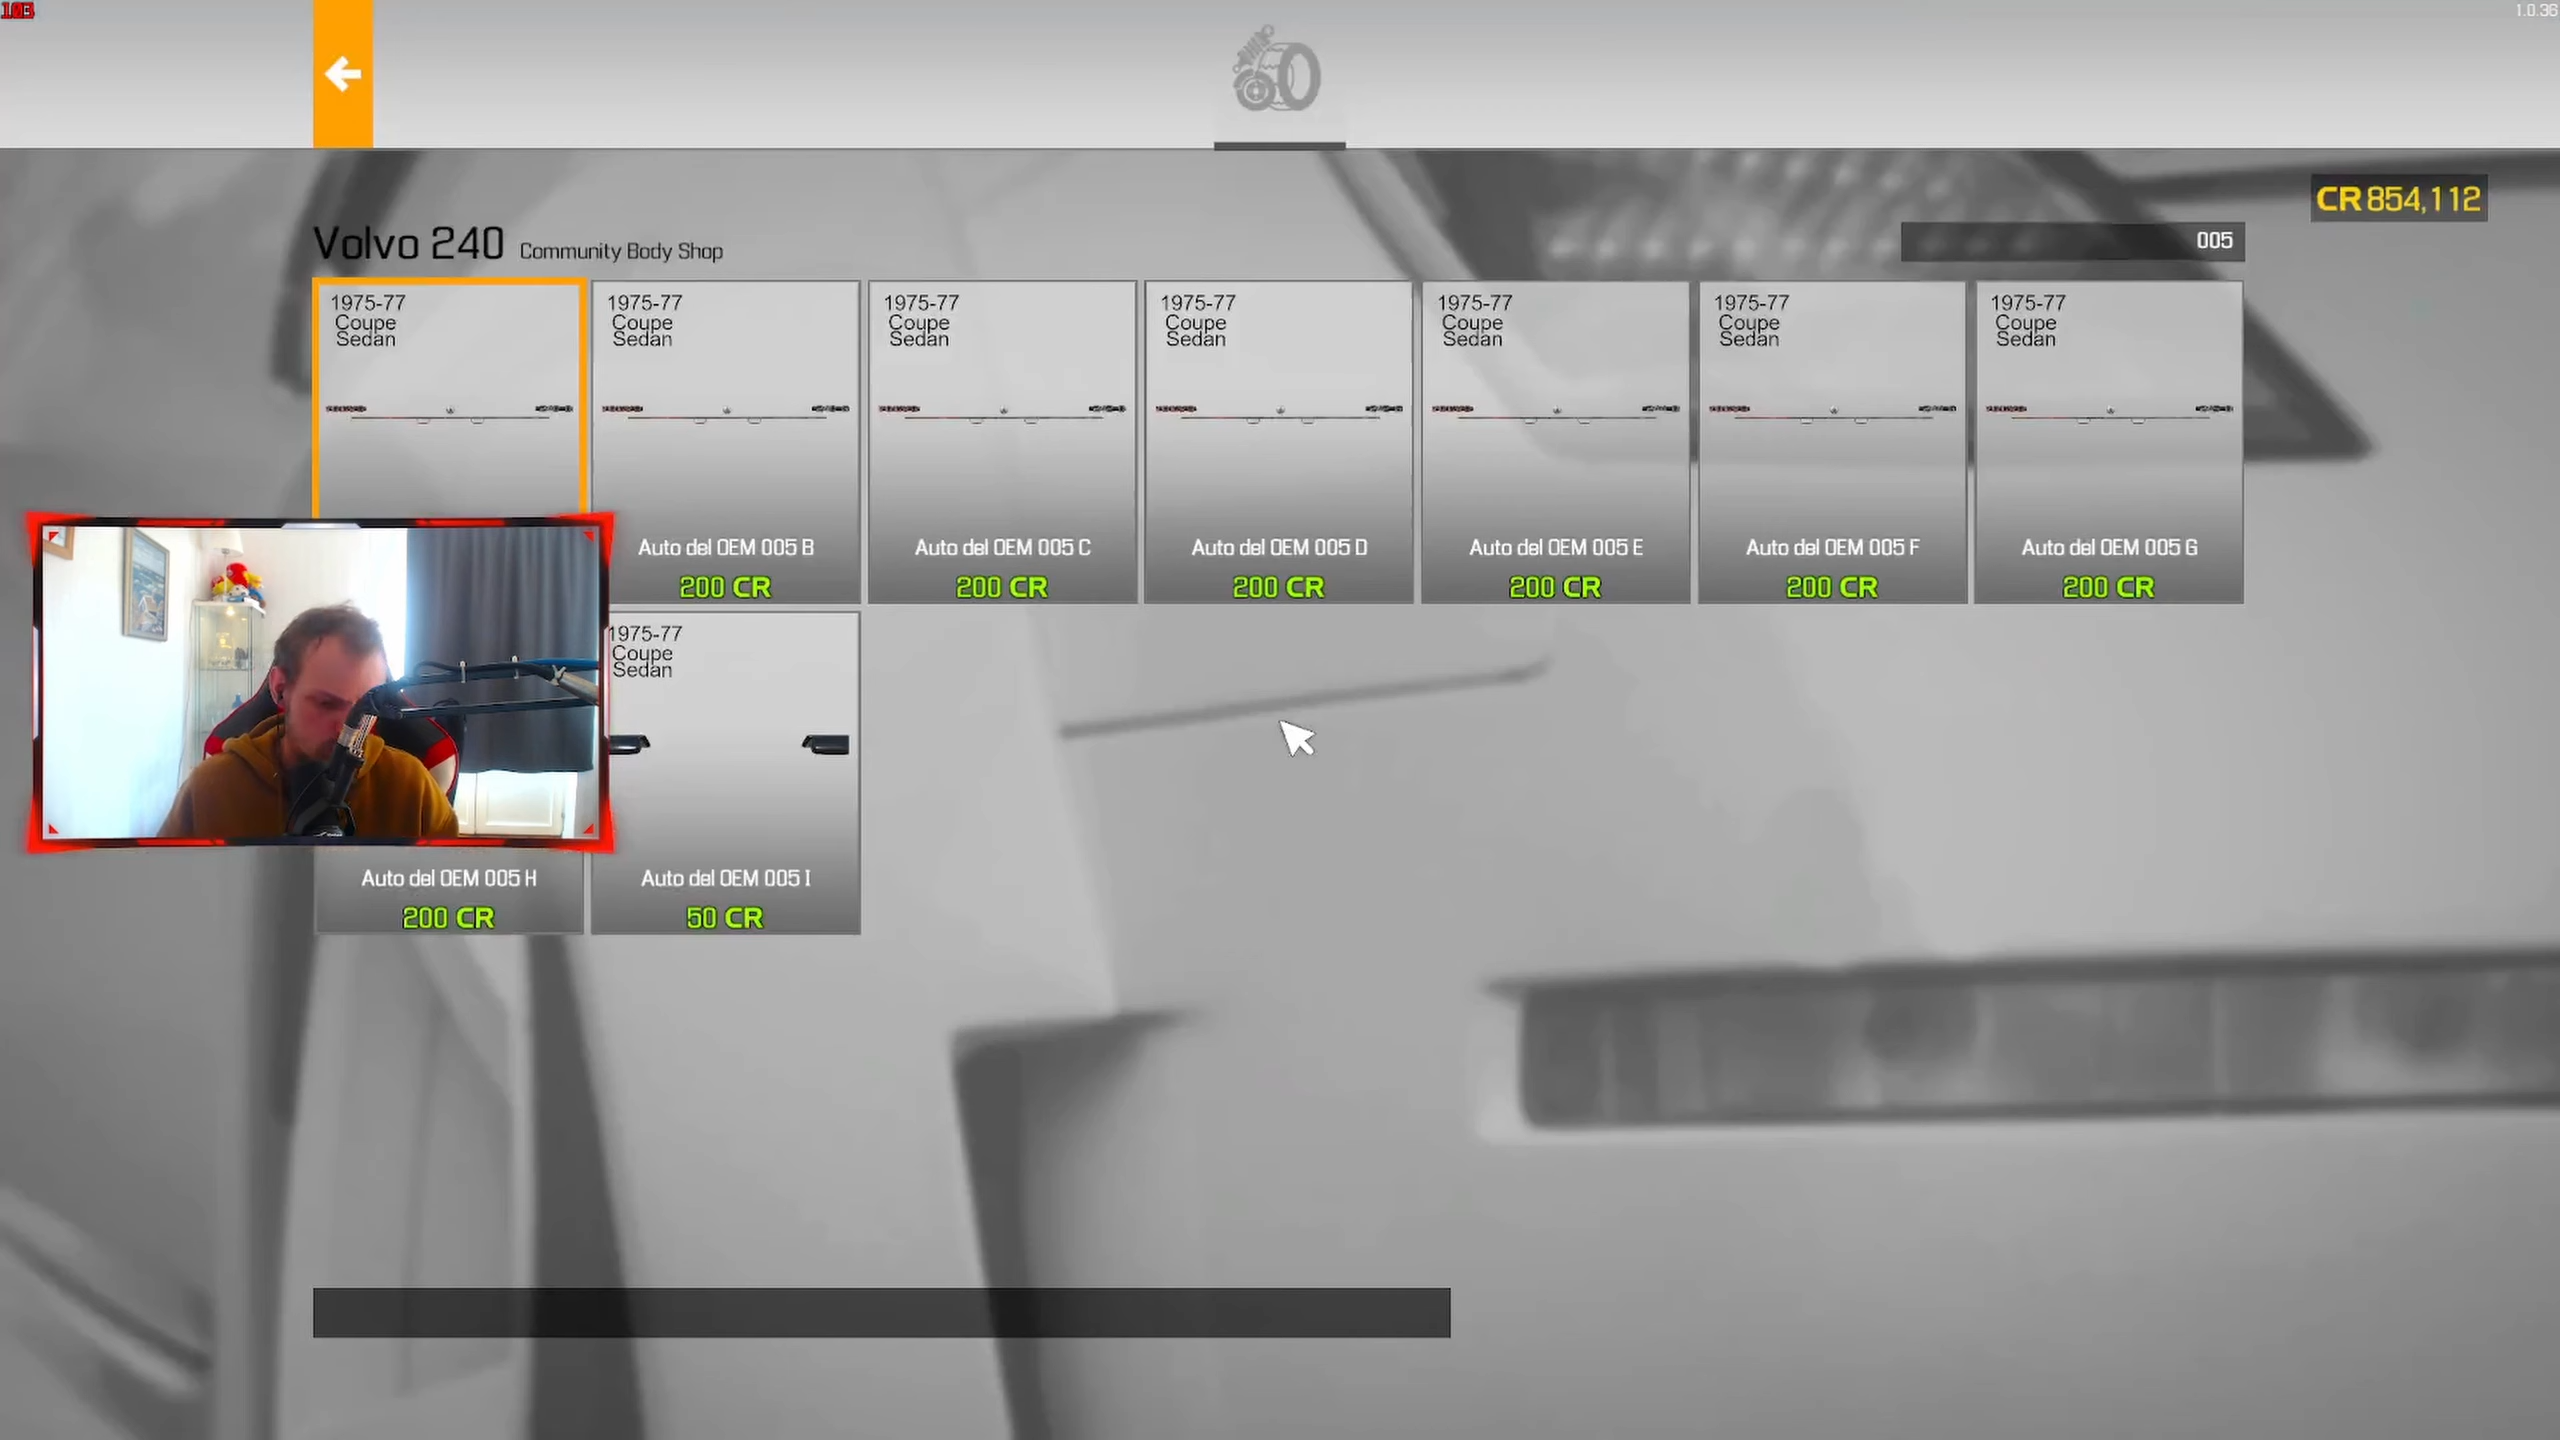 103
1.0.36
CR 854,112
Volvo 240 Community Body Shop
005
1975-77
Coupe
Sedan
1975-77
Coupe
Sedan
Auto del OEM 005 B
200 CR
1975-77
Coupe
Sedan
Auto del OEM 005 C
200 CR
1975-77
Coupe
Sedan
Auto del OEM 005 D
200 CR
1975-77
Coupe
Sedan
Auto del OEM 005 E
200 CR
1975-77
Coupe
Sedan
Auto del OEM 005 F
200 CR
1975-77
Coupe
Sedan
Auto del OEM 005 G
200 CR
Auto del OEM 005 H
200 CR
1975-77
Coupe
Sedan
Auto del OEM 005 I
50 CR